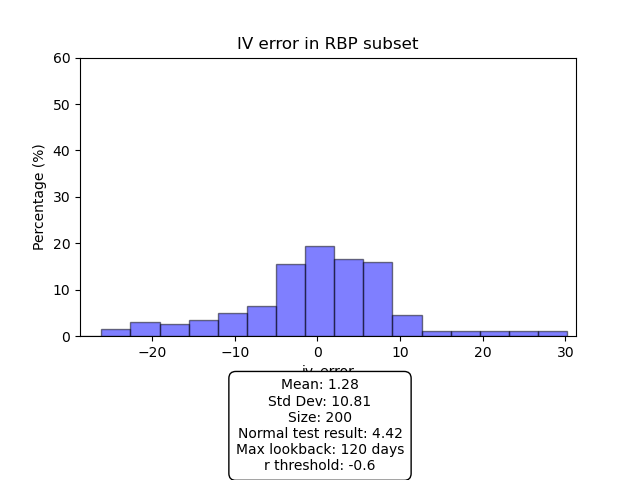 IV error in RBP subset
60
50
40
30
20
10
0
Percentage (%)
−20
−10
0
10
20
30
iv_error
Mean: 1.28
Std Dev: 10.81
Size: 200
Normal test result: 4.42
Max lookback: 120 days
r threshold: -0.6